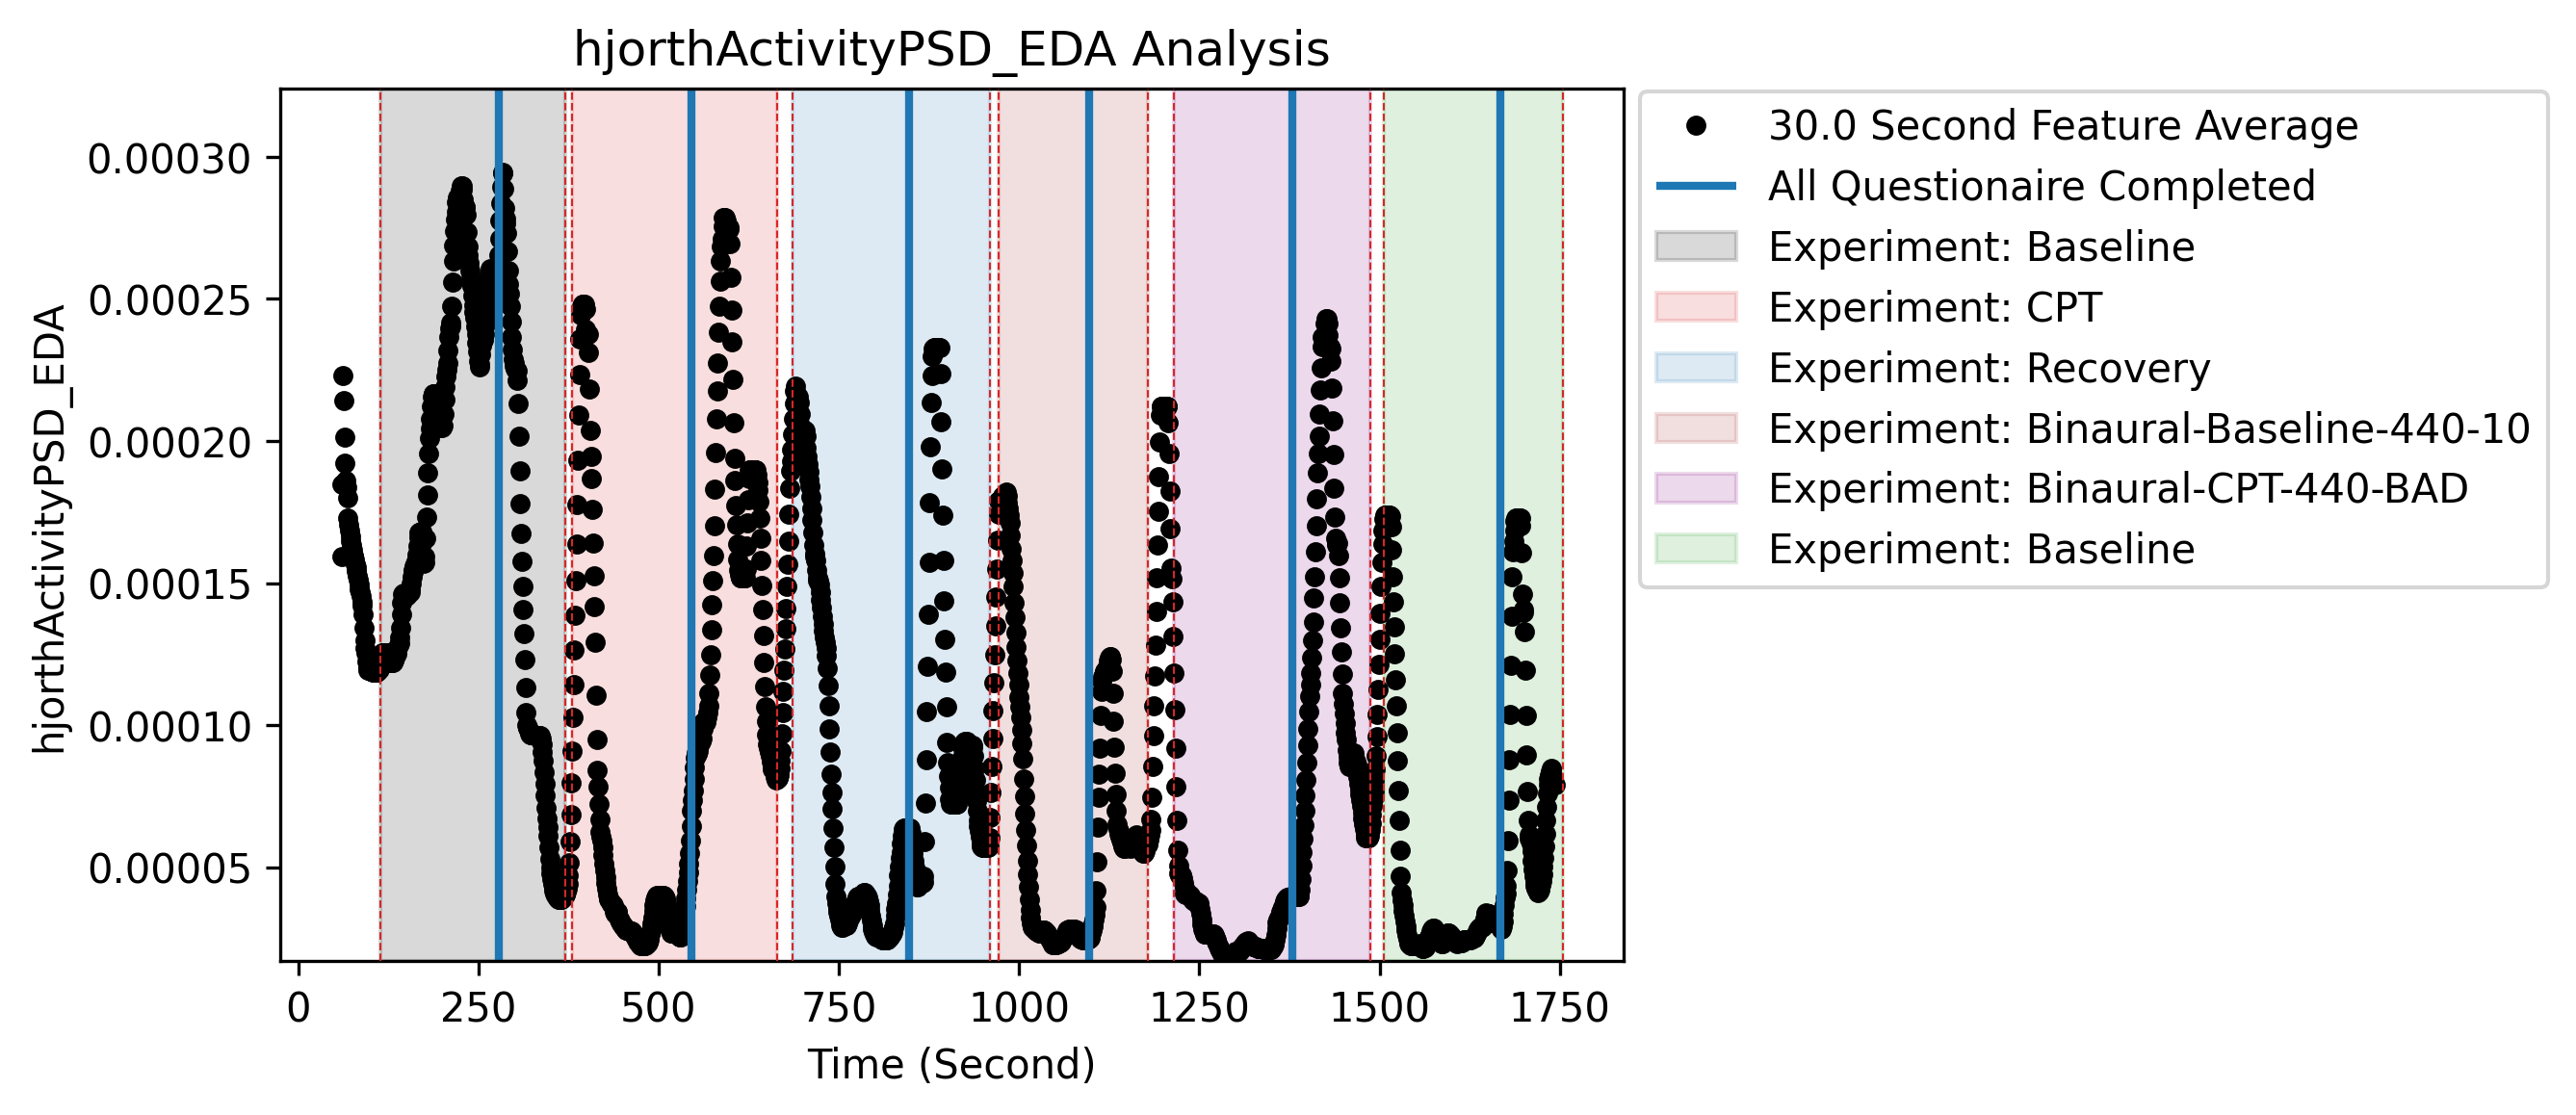 hjorthActivityPSD_EDA Analysis
hjorthActivityPSD_EDA
0.00030
0.00025
0.00020
0.00015
0.00010
0.00005
0 250 500 750 1000 1250 1500 1750
Time (Second)
30.0 Second Feature Average
All Questionaire Completed
Experiment: Baseline
Experiment: CPT
Experiment: Recovery
Experiment: Binaural-Baseline-440-10
Experiment: Binaural-CPT-440-BAD
Experiment: Baseline